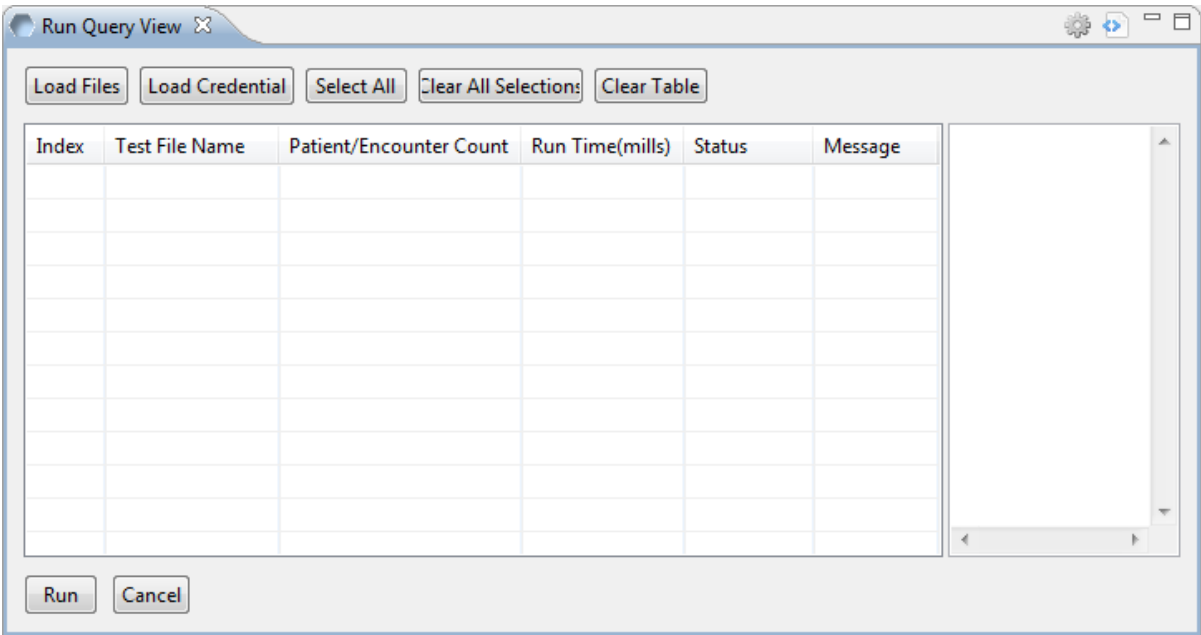 Run Query View
Load Files Load Credential Select All Clear All Selections Clear Table
Index Test File Name Patient/Encounter Count Run Time(mills) Status Message
Run Cancel